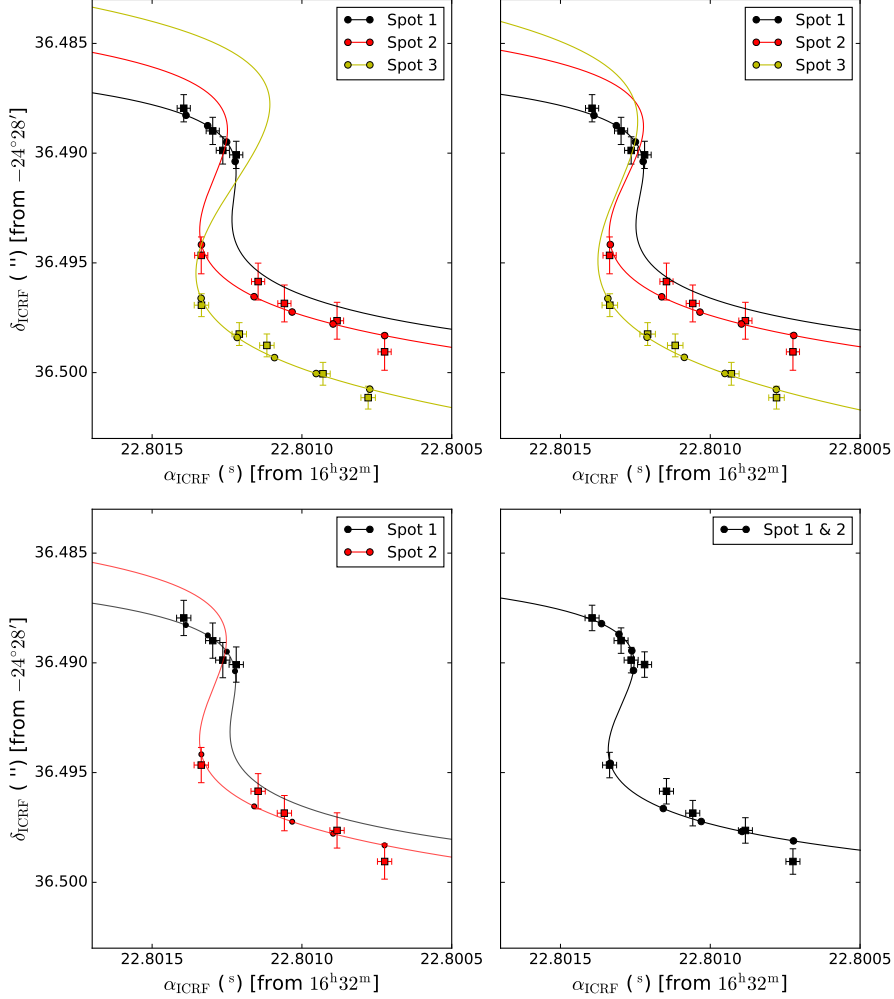 Spot 1
Spot 2
Spot 3
36.485
36.490
36.495
36.500
δICRF ( ″) [from −24°28′]
22.8015 22.8010 22.8005
αICRF (ˢ) [from 16ʰ32ᵐ]
Spot 1
Spot 2
Spot 3
22.8015 22.8010 22.8005
αICRF (ˢ) [from 16ʰ32ᵐ]
Spot 1
Spot 2
36.485
36.490
36.495
36.500
δICRF ( ″) [from −24°28′]
22.8015 22.8010 22.8005
αICRF (ˢ) [from 16ʰ32ᵐ]
Spot 1 & 2
22.8015 22.8010 22.8005
αICRF (ˢ) [from 16ʰ32ᵐ]